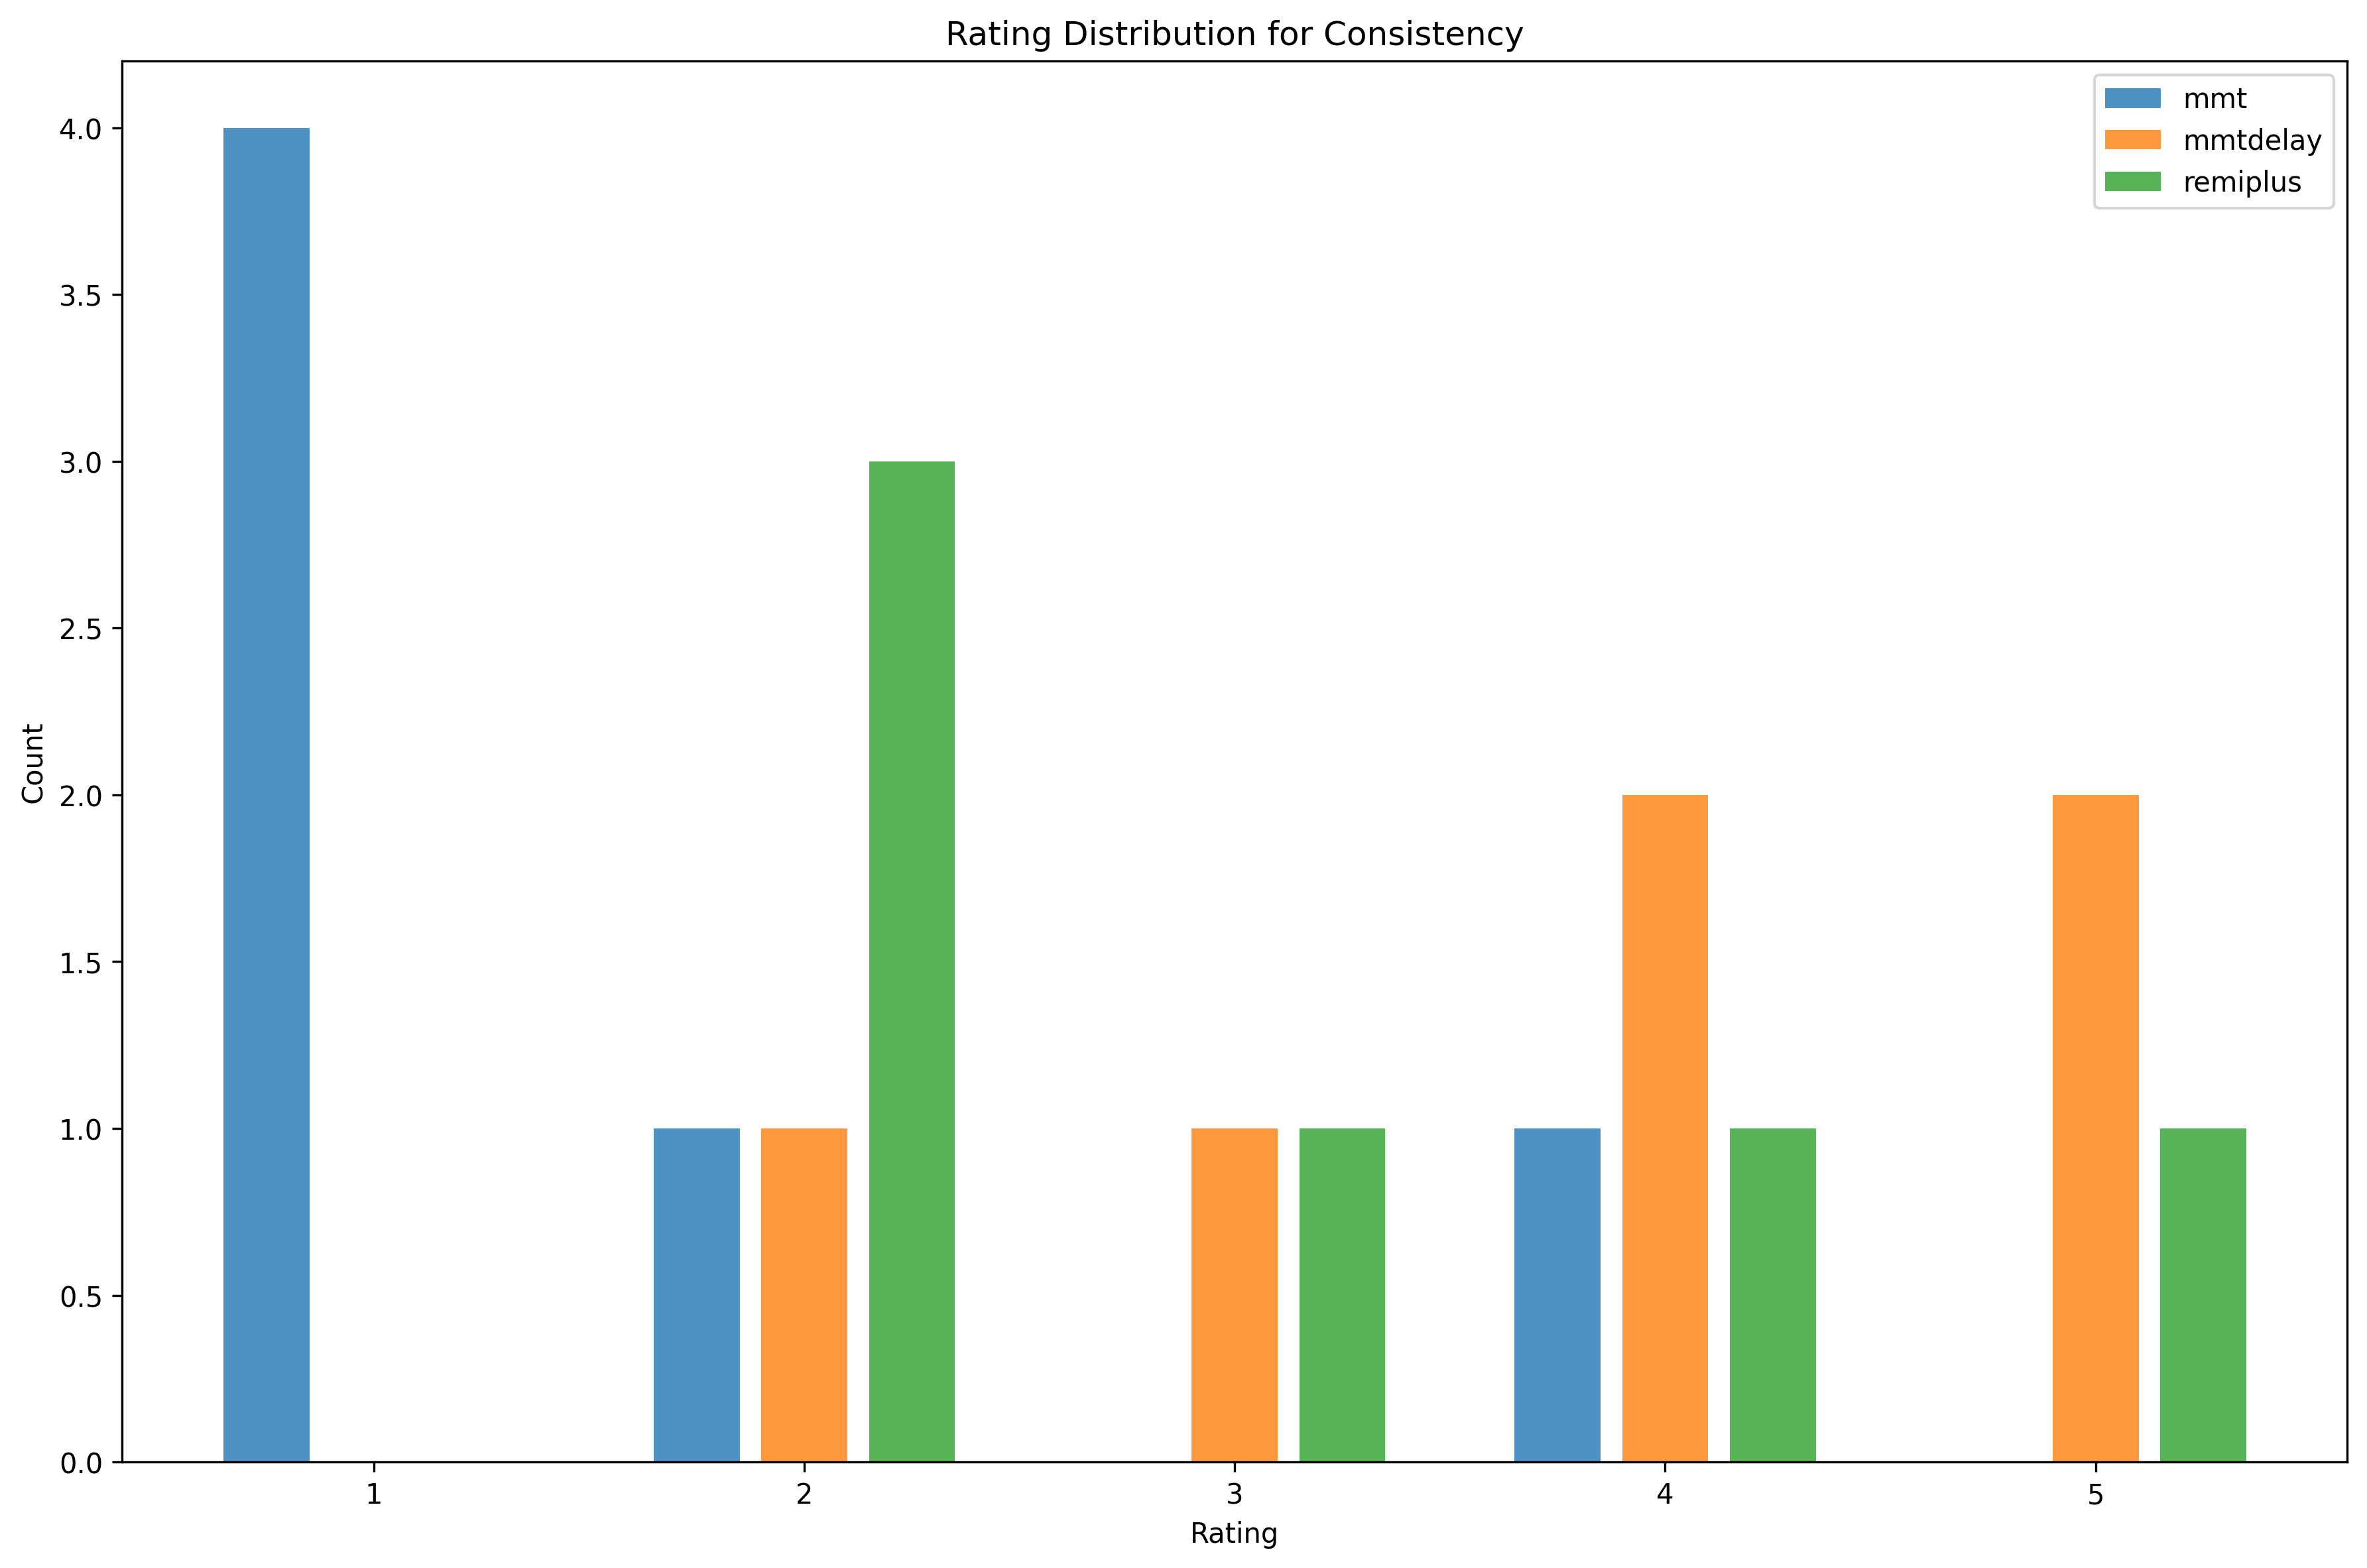 Rating Distribution for Consistency
mmt
mmtdelay
remiplus
4.0
3.5
3.0
2.5
2.0
1.5
1.0
0.5
0.0
Count
1 2 3 4 5
Rating